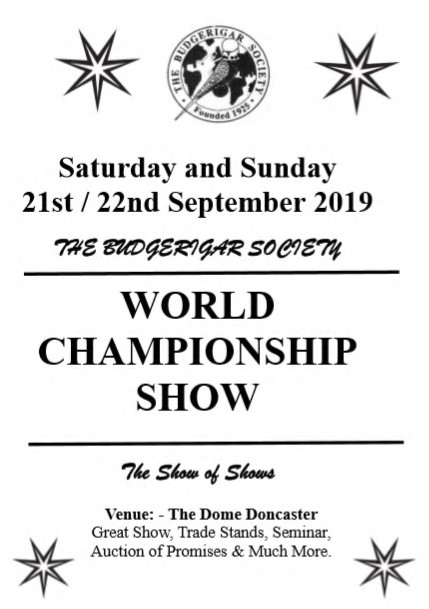 THE BUDGERIGAR SOCIETY
Founded 1925
Saturday and Sunday
21st / 22nd September 2019
THE BUDGERIGAR SOCIETY
WORLD
CHAMPIONSHIP
SHOW
The Show of Shows
Venue: - The Dome Doncaster
Great Show, Trade Stands, Seminar,
Auction of Promises & Much More.